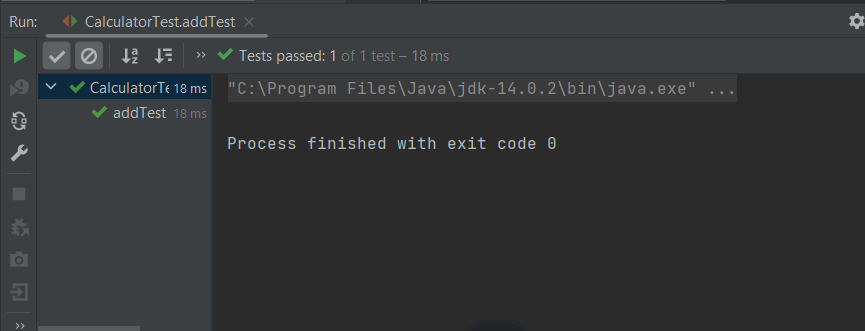 Run: CalculatorTest.addTest
Tests passed: 1 of 1 test – 18 ms
CalculatorTe 18 ms
addTest 18 ms
"C:\Program Files\Java\jdk-14.0.2\bin\java.exe" ...
Process finished with exit code 0